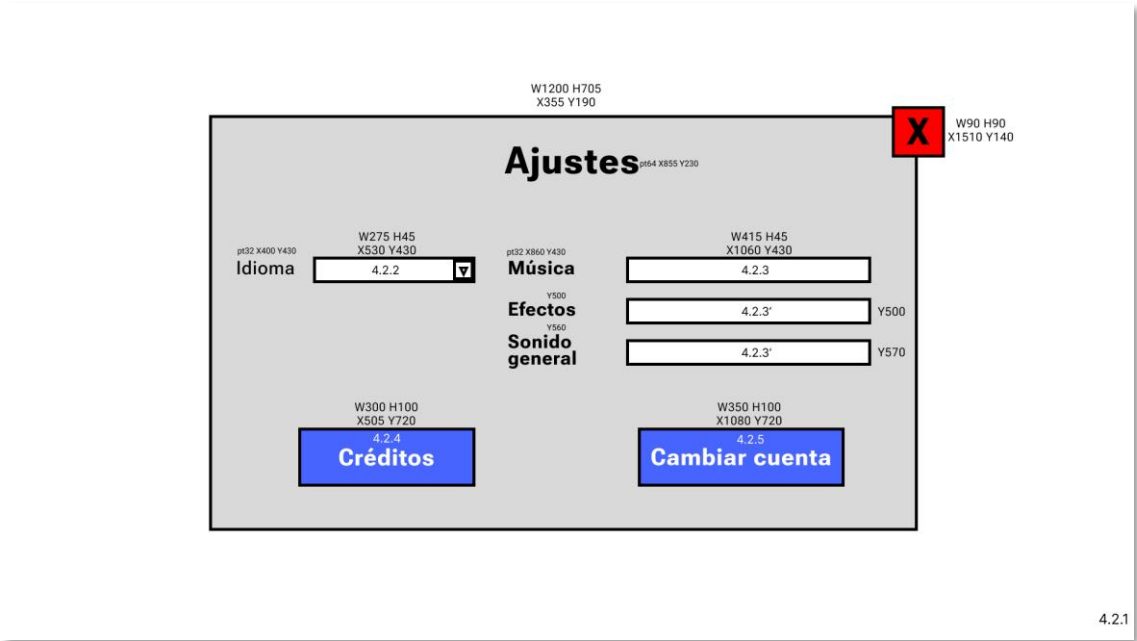 W1200 H705
X355 Y190
X
W90 H90
X1510 Y140
Ajustes pt64 X855 Y230
pt32 X400 Y430
Idioma
W275 H45
X530 Y430
4.2.2
pt32 X860 Y430
Música
W415 H45
X1060 Y430
4.2.3
Y500
Efectos
4.2.3'
Y500
Y560
Sonido
general
4.2.3'
Y570
W300 H100
X505 Y720
4.2.4
Créditos
W350 H100
X1080 Y720
4.2.5
Cambiar cuenta
4.2.1